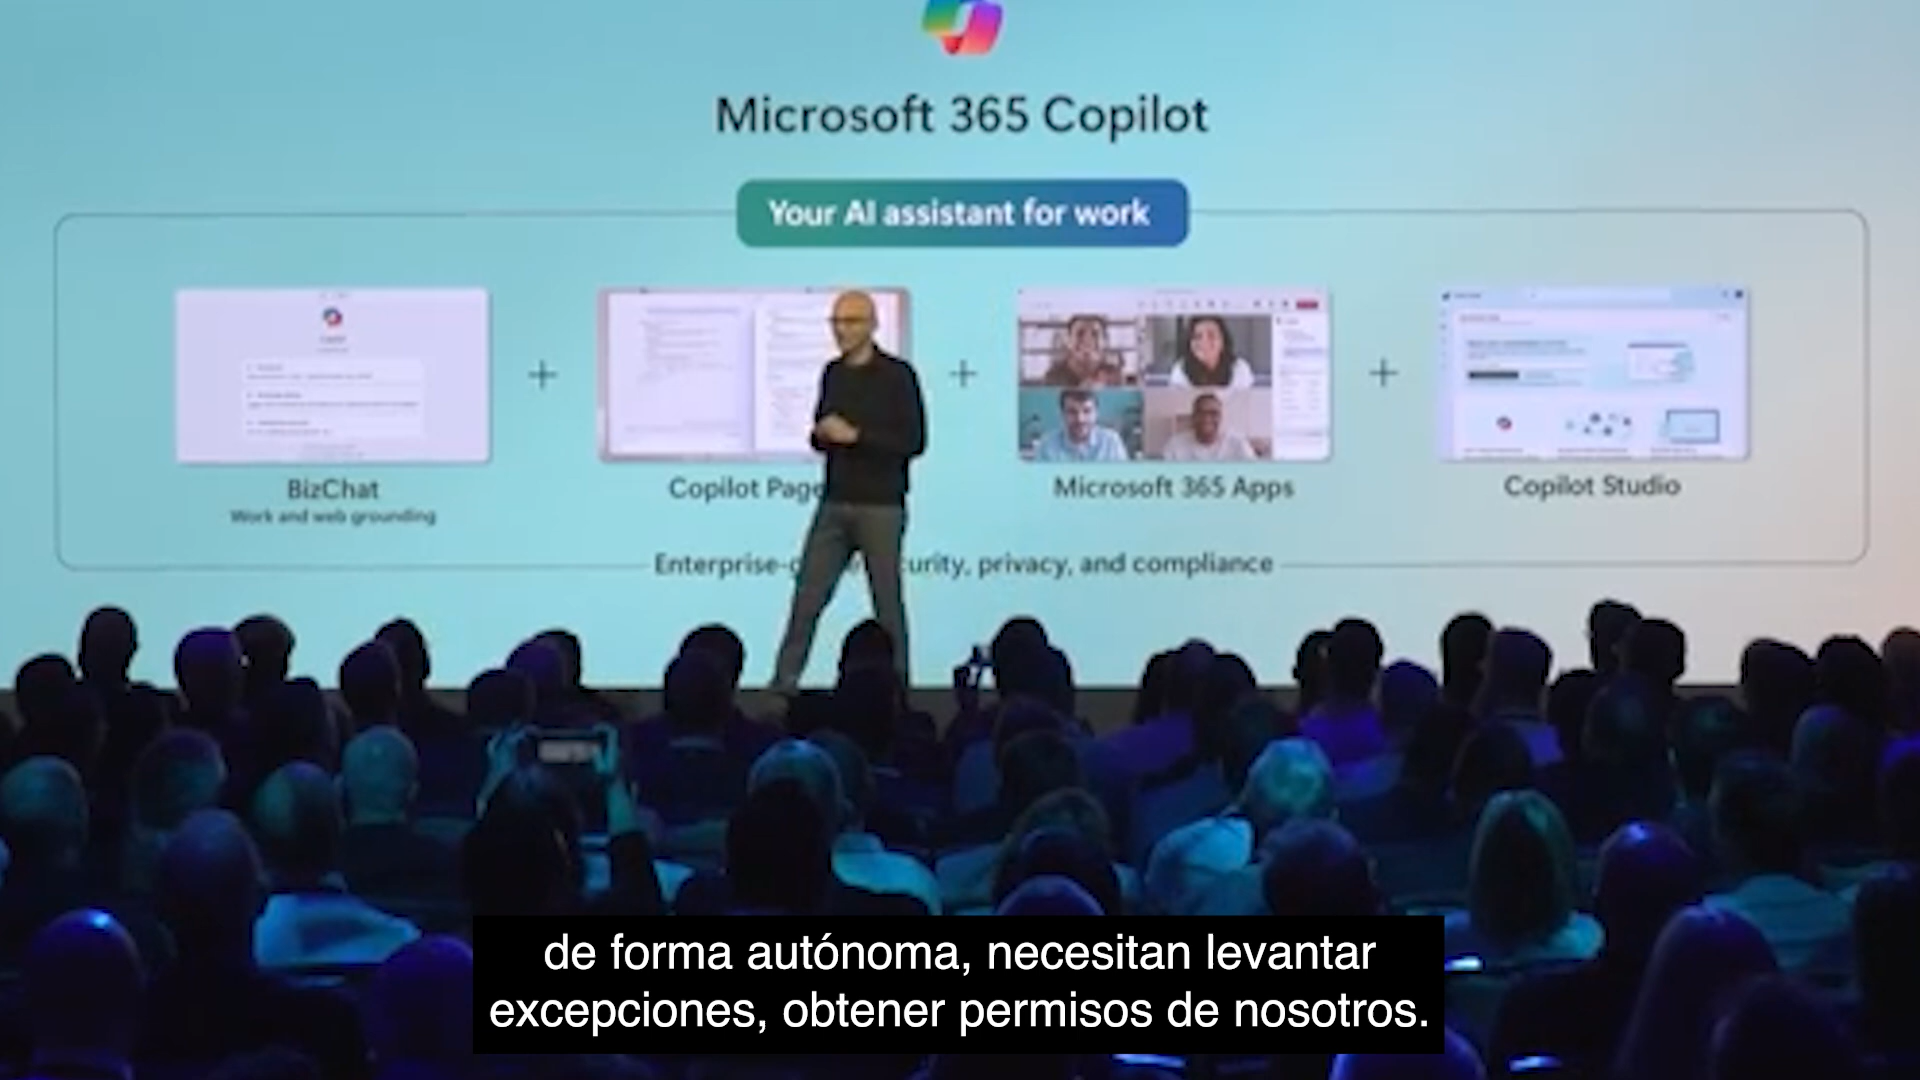 Microsoft 365 Copilot
Your AI assistant for work
BizChat
Work and web grounding
Copilot Page
Microsoft 365 Apps
Copilot Studio
Enterprise- urity, privacy, and compliance
de forma autónoma, necesitan levantar
excepciones, obtener permisos de nosotros.